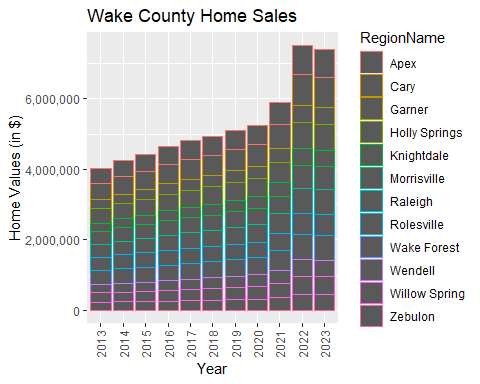 Wake County Home Sales
Home Values (in $)
6,000,000
4,000,000
2,000,000
0
2013 2014 2015 2016 2017 2018 2019 2020 2021 2022 2023
Year
RegionName
Apex
Cary
Garner
Holly Springs
Knightdale
Morrisville
Raleigh
Rolesville
Wake Forest
Wendell
Willow Spring
Zebulon